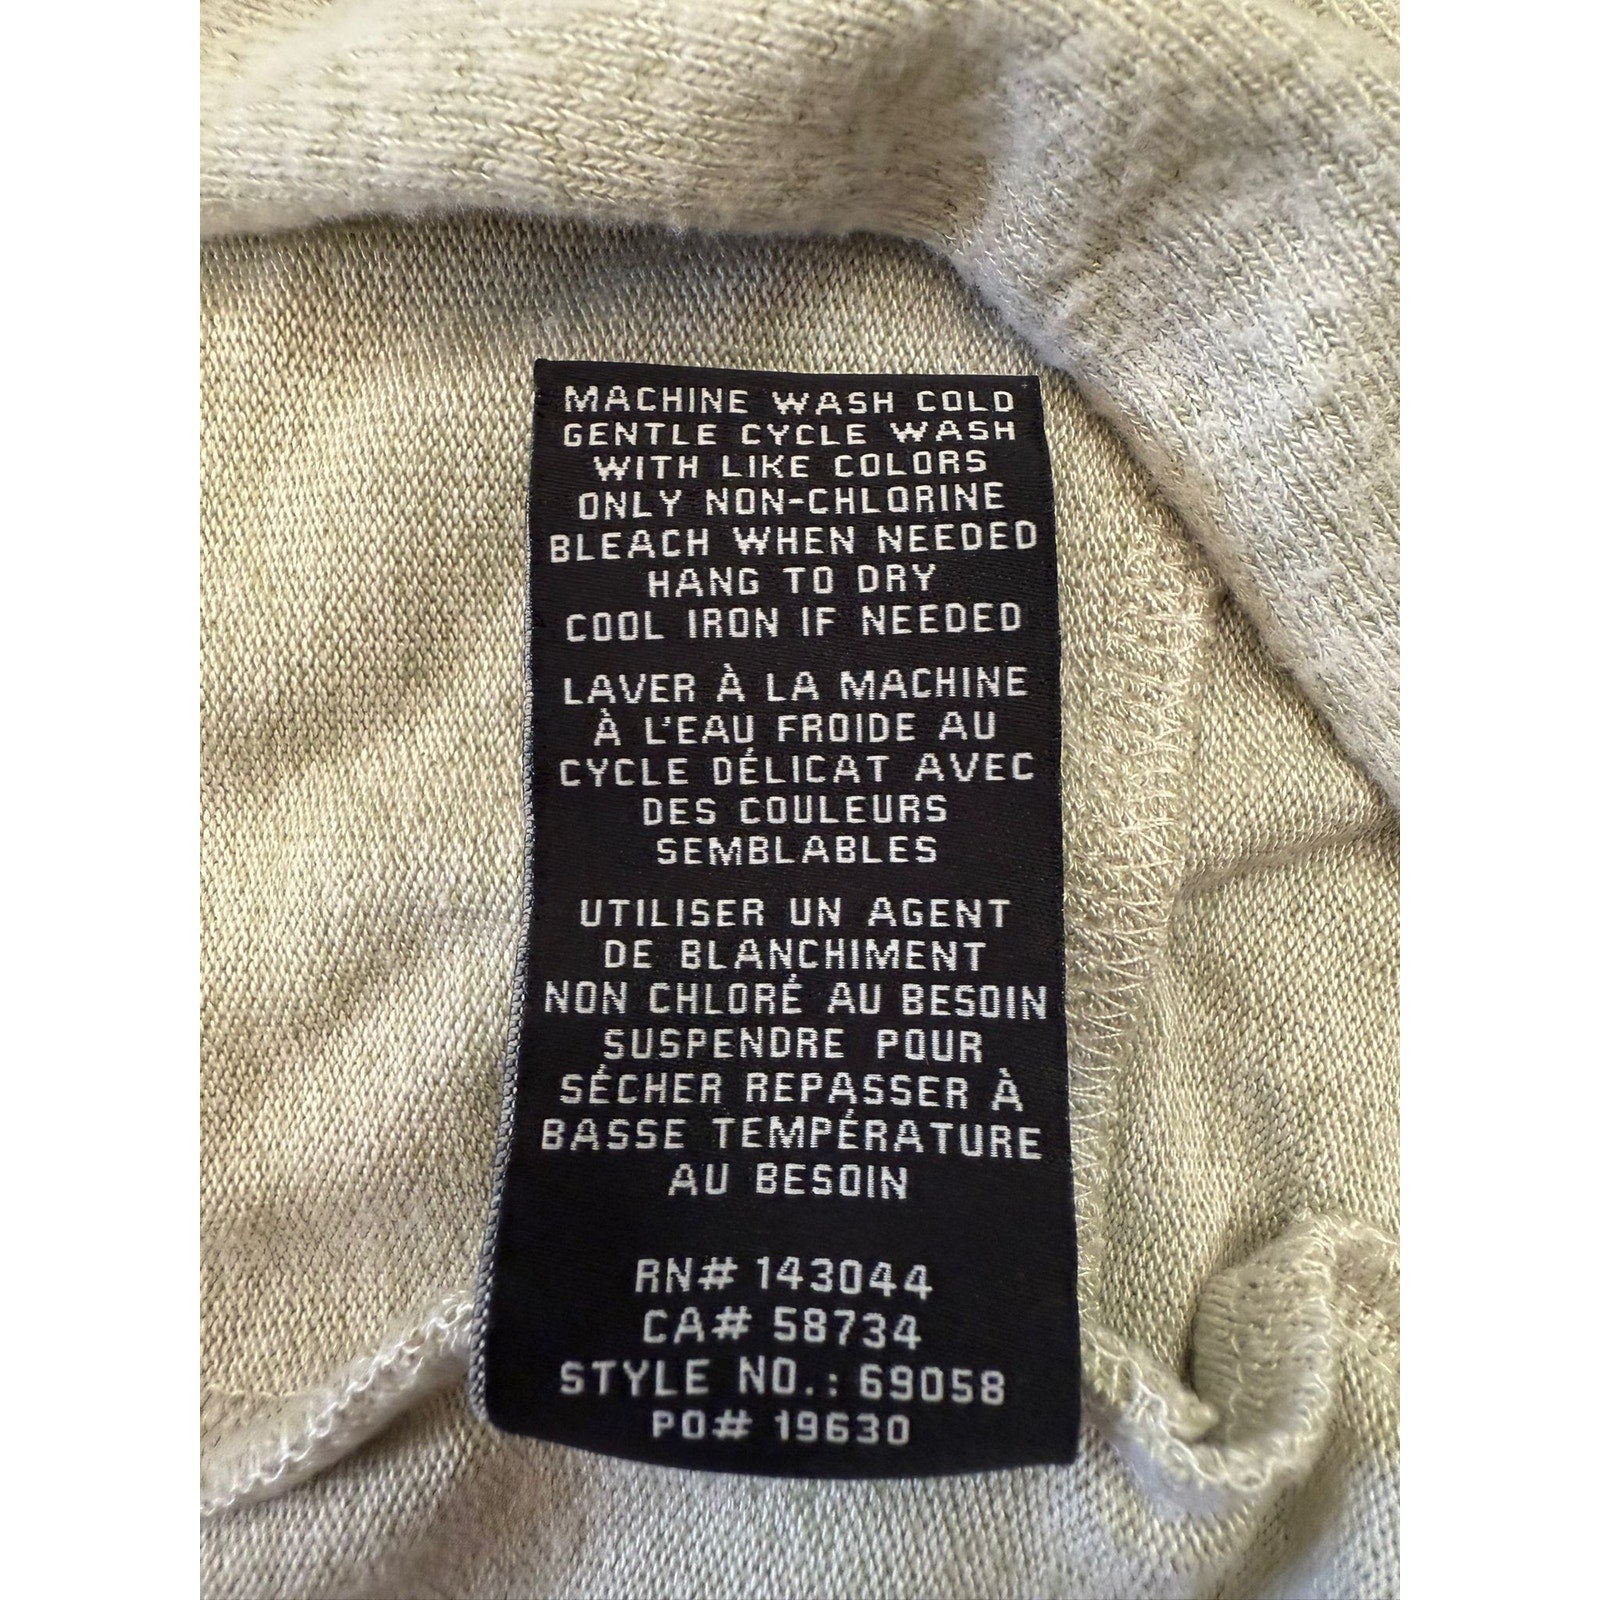 MACHINE WASH COLD
GENTLE CYCLE WASH
WITH LIKE COLORS
ONLY NON-CHLORINE
BLEACH WHEN NEEDED
HANG TO DRY
COOL IRON IF NEEDED
LAVER À LA MACHINE
À L'EAU FROIDE AU
CYCLE DÉLICAT AVEC
DES COULEURS
SEMBLABLES
UTILISER UN AGENT
DE BLANCHIMENT
NON CHLORÉ AU BESOIN
SUSPENDRE POUR
SÉCHER REPASSER À
BASSE TEMPÉRATURE
AU BESOIN
RN# 143044
CA# 58734
STYLE NO.: 69058
PO# 19630